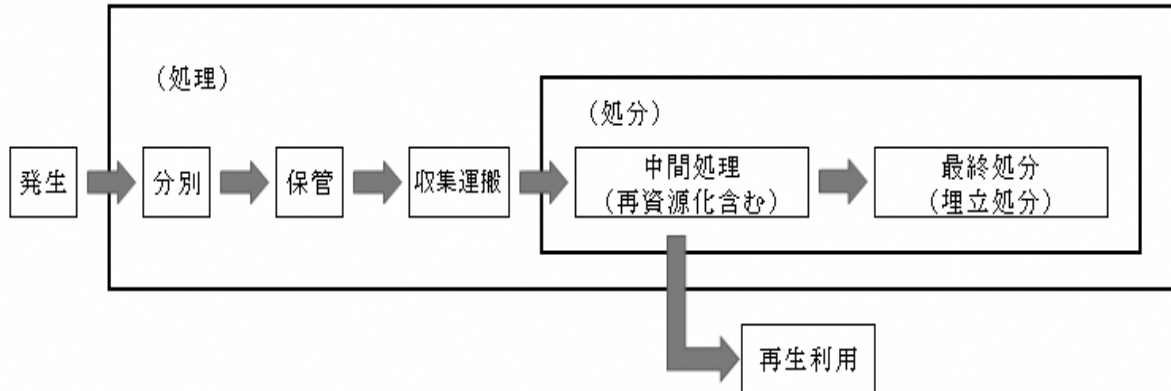 (処理)
(処分)
発生
分別
保管
収集運搬
中間処理
(再資源化含む)
最終処分
(埋立処分)
再生利用